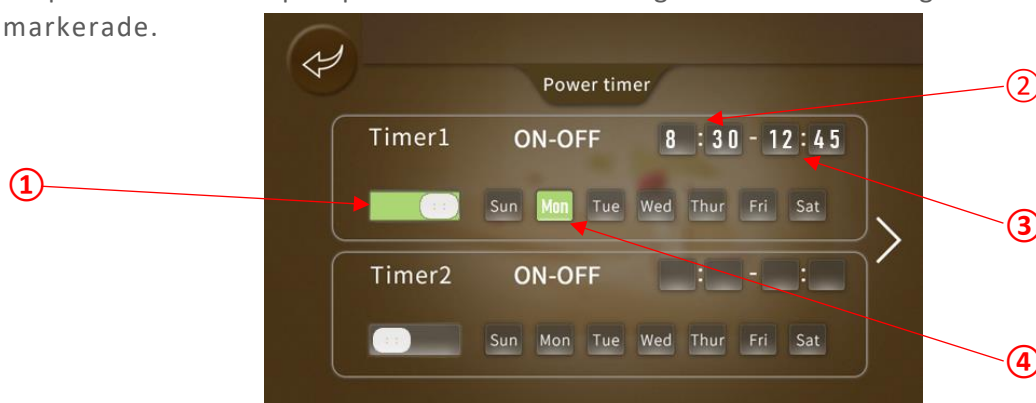 markerade.
Power timer
②
Timer1 ON-OFF 8 : 30 - 12 : 45
①
Sun Mon Tue Wed Thur Fri Sat
③
Timer2 ON-OFF : - :
Sun Mon Tue Wed Thur Fri Sat
④